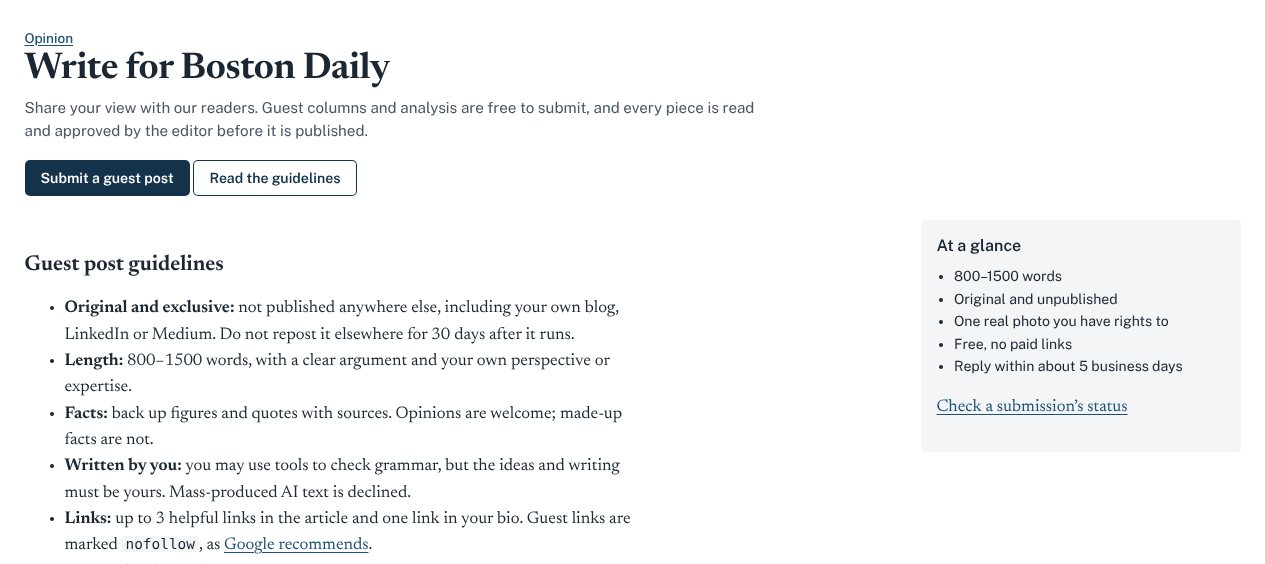 Opinion
Write for Boston Daily
Share your view with our readers. Guest columns and analysis are free to submit, and every piece is read
and approved by the editor before it is published.
Submit a guest post
Read the guidelines
Guest post guidelines
• Original and exclusive: not published anywhere else, including your own blog,
LinkedIn or Medium. Do not repost it elsewhere for 30 days after it runs.
• Length: 800–1500 words, with a clear argument and your own perspective or
expertise.
• Facts: back up figures and quotes with sources. Opinions are welcome; made-up
facts are not.
• Written by you: you may use tools to check grammar, but the ideas and writing
must be yours. Mass-produced AI text is declined.
• Links: up to 3 helpful links in the article and one link in your bio. Guest links are
marked nofollow, as Google recommends.
At a glance
• 800–1500 words
• Original and unpublished
• One real photo you have rights to
• Free, no paid links
• Reply within about 5 business days
Check a submission’s status